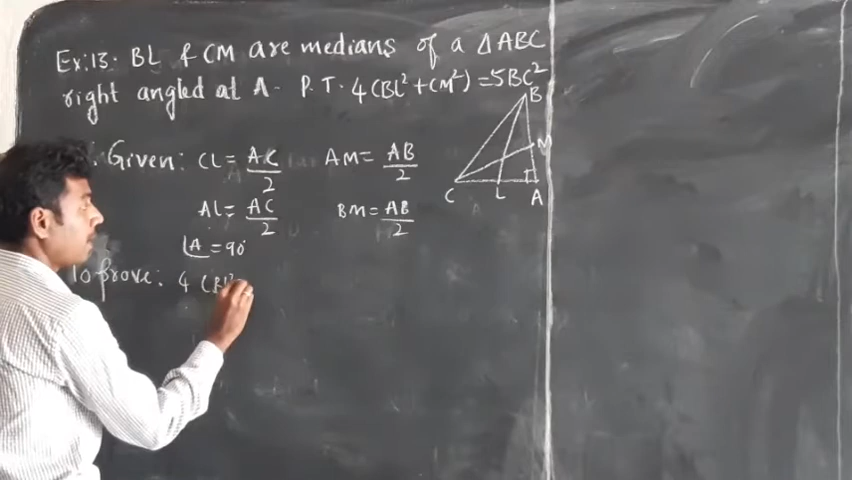 Ex:13. BL & CM are medians of a ΔABC
right angled at A. P.T. 4(BL²+CM²)=5BC²
Given: CL = AC/2 AM = AB/2
AL = AC/2 BM = AB/2
∠A = 90°
To prove: 4 (BL²
B
M
C L A